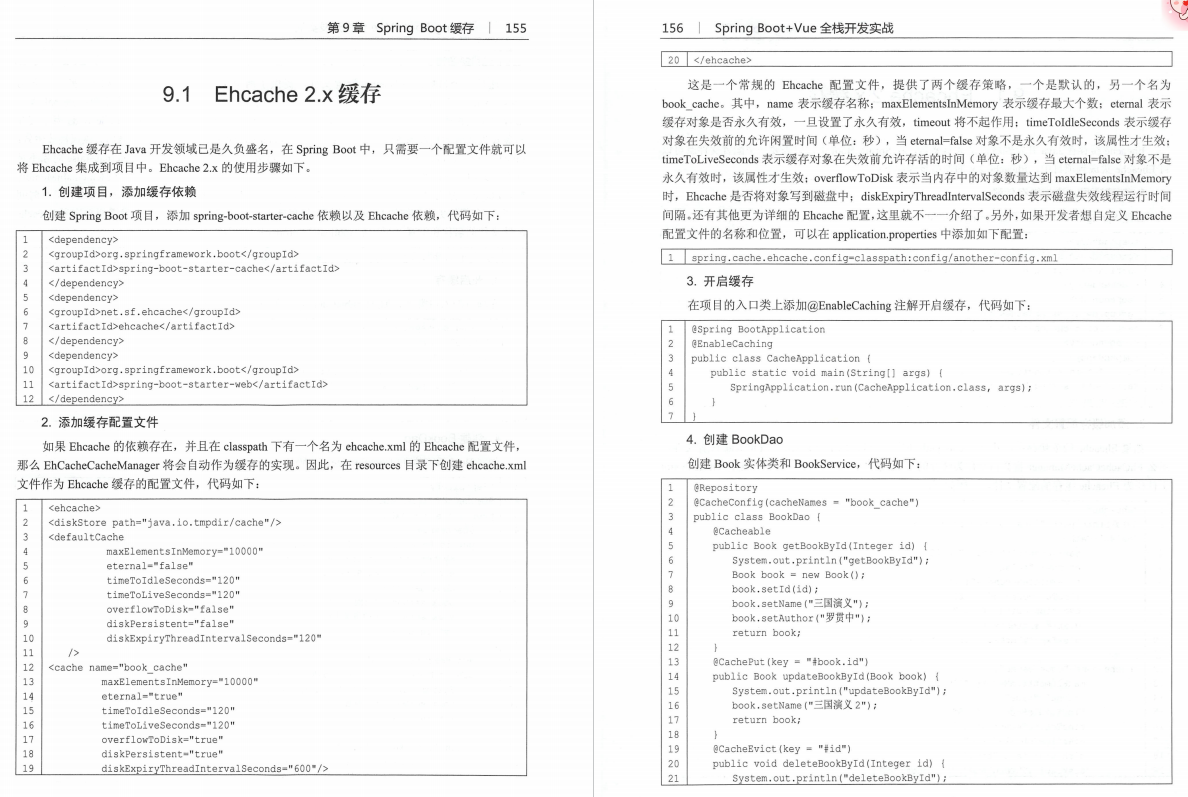 第9章 Spring Boot缓存 | 155
9.1 Ehcache 2.x 缓存
Ehcache 缓存在 Java 开发领域已是久负盛名，在 Spring Boot 中，只需要一个配置文件就可以
将 Ehcache 集成到项目中。Ehcache 2.x 的使用步骤如下。
1. 创建项目，添加缓存依赖
创建 Spring Boot 项目，添加 spring-boot-starter-cache 依赖以及 Ehcache 依赖，代码如下：
1 <dependency>
2 <groupId>org.springframework.boot</groupId>
3 <artifactId>spring-boot-starter-cache</artifactId>
4 </dependency>
5 <dependency>
6 <groupId>net.sf.ehcache</groupId>
7 <artifactId>ehcache</artifactId>
8 </dependency>
9 <dependency>
10 <groupId>org.springframework.boot</groupId>
11 <artifactId>spring-boot-starter-web</artifactId>
12 </dependency>
2. 添加缓存配置文件
如果 Ehcache 的依赖存在，并且在 classpath 下有一个名为 ehcache.xml 的 Ehcache 配置文件，
那么 EhCacheCacheManager 将会自动作为缓存的实现。因此，在 resources 目录下创建 ehcache.xml
文件作为 Ehcache 缓存的配置文件，代码如下：
1 <ehcache>
2 <diskStore path="java.io.tmpdir/cache"/>
3 <defaultCache
4 maxElementsInMemory="10000"
5 eternal="false"
6 timeToIdleSeconds="120"
7 timeToLiveSeconds="120"
8 overflowToDisk="false"
9 diskPersistent="false"
10 diskExpiryThreadIntervalSeconds="120"
11 />
12 <cache name="book_cache"
13 maxElementsInMemory="10000"
14 eternal="true"
15 timeToIdleSeconds="120"
16 timeToLiveSeconds="120"
17 overflowToDisk="true"
18 diskPersistent="true"
19 diskExpiryThreadIntervalSeconds="600"/>
156 | Spring Boot+Vue 全栈开发实战
20 </ehcache>
这是一个常规的 Ehcache 配置文件，提供了两个缓存策略，一个是默认的，另一个名为
book_cache。其中，name 表示缓存名称；maxElementsInMemory 表示缓存最大个数；eternal 表示
缓存对象是否永久有效，一旦设置了永久有效，timeout 将不起作用；timeToIdleSeconds 表示缓存
对象在失效前的允许闲置时间（单位：秒），当 eternal=false 对象不是永久有效时，该属性才生效；
timeToLiveSeconds 表示缓存对象在失效前允许存活的时间（单位：秒），当 eternal=false 对象不是
永久有效时，该属性才生效；overflowToDisk 表示当内存中的对象数量达到 maxElementsInMemory
时，Ehcache 是否将对象写到磁盘中；diskExpiryThreadIntervalSeconds 表示磁盘失效线程运行时间
间隔。还有其他更为详细的 Ehcache 配置，这里就不一一介绍了。另外，如果开发者想自定义 Ehcache
配置文件的名称和位置，可以在 application.properties 中添加如下配置：
1 spring.cache.ehcache.config=classpath:config/another-config.xml
3. 开启缓存
在项目的入口类上添加@EnableCaching 注解开启缓存，代码如下：
1 @Spring BootApplication
2 @EnableCaching
3 public class CacheApplication {
4 public static void main(String[] args) {
5 SpringApplication.run(CacheApplication.class, args);
6 }
7 }
4. 创建 BookDao
创建 Book 实体类和 BookService，代码如下：
1 @Repository
2 @CacheConfig(cacheNames = "book_cache")
3 public class BookDao {
4 @Cacheable
5 public Book getBookById(Integer id) {
6 System.out.println("getBookById");
7 Book book = new Book();
8 book.setId(id);
9 book.setName("三国演义");
10 book.setAuthor("罗贯中");
11 return book;
12 }
13 @CachePut(key = "#book.id")
14 public Book updateBookById(Book book) {
15 System.out.println("updateBookById");
16 book.setName("三国演义 2");
17 return book;
18 }
19 @CacheEvict(key = "#id")
20 public void deleteBookById(Integer id) {
21 System.out.println("deleteBookById");